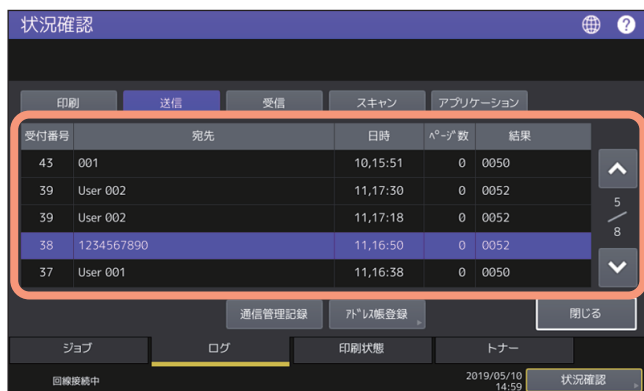 状況確認
?
印刷 送信 受信 スキャン アプリケーション
受付番号 宛先 日時 ﾍﾟｰｼﾞ数 結果
43 001 10,15:51 0 0050
39 User 002 11,17:30 0 0052
39 User 002 11,17:18 0 0052
38 1234567890 11,16:50 0 0052
37 User 001 11,16:38 0 0050
5
8
通信管理記録 ｱﾄﾞﾚｽ帳登録 閉じる
ジョブ ログ 印刷状態 トナー
回線接続中 2019/05/10 14:59 状況確認